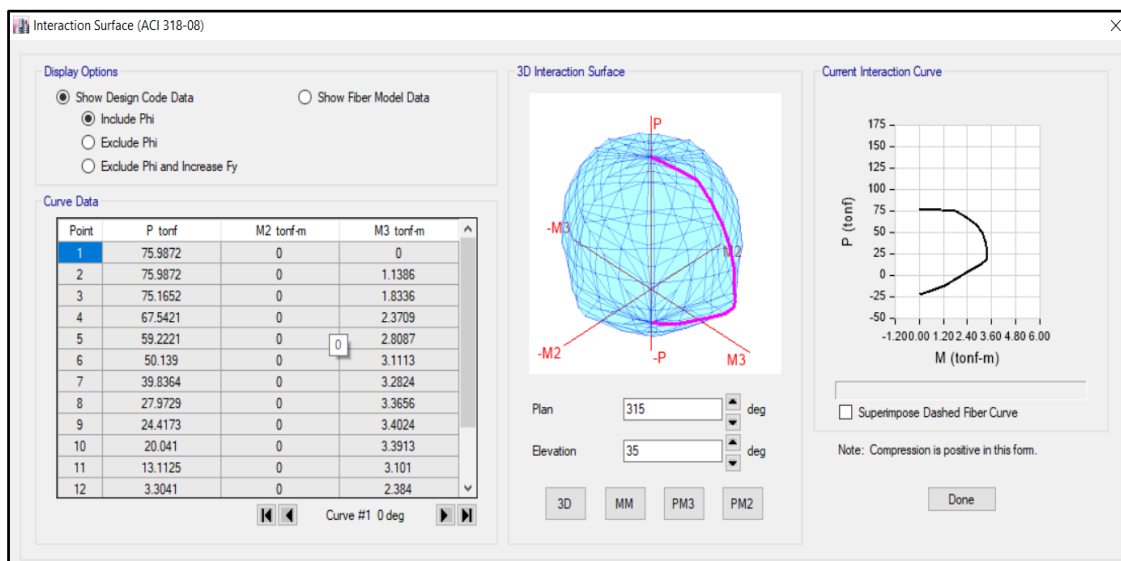 Interaction Surface (ACI 318-08)
Display Options
Show Design Code Data
Show Fiber Model Data
Include Phi
Exclude Phi
Exclude Phi and Increase Fy
Curve Data
Point P tonf M2 tonf-m M3 tonf-m
1 75.9872 0 0
2 75.9872 0 1.1386
3 75.1652 0 1.8336
4 67.5421 0 2.3709
5 59.2221 0 2.8087
0
6 50.139 0 3.1113
7 39.8364 0 3.2824
8 27.9729 0 3.3656
9 24.4173 0 3.4024
10 20.041 0 3.3913
11 13.1125 0 3.101
12 3.3041 0 2.384
Curve #1 0 deg
3D Interaction Surface
P
-M3
M2
-M2
-P
M3
Plan 315 deg
Elevation 35 deg
3D MM PM3 PM2
Current Interaction Curve
175
150
125
100
75
50
25
0
-25
-50
P (tonf)
-1.20 0.00 1.20 2.40 3.60 4.80 6.00
M (tonf-m)
Superimpose Dashed Fiber Curve
Note: Compression is positive in this form.
Done